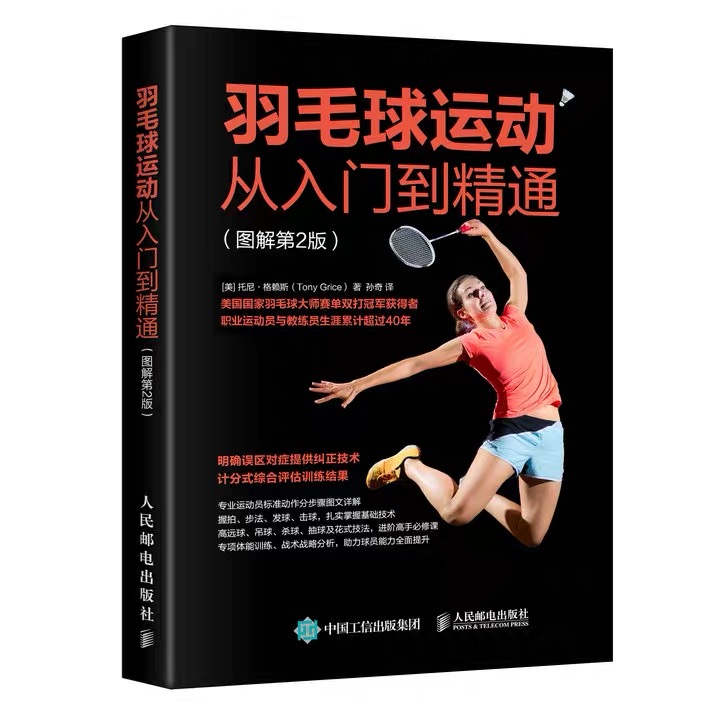 羽毛球运动
从入门到精通
（图解第2版）
[美] 托尼·格赖斯（Tony Grice）著 孙奇 译
美国国家羽毛球大师赛单双打冠军获得者
职业运动员与教练员生涯累计超过40年
明确误区对症提供纠正技术
计分式综合评估训练结果
专业运动员标准动作分步骤图文详解
握拍、步法、发球、击球，扎实掌握基础技术
高远球、吊球、杀球、抽球及花式技法，进阶高手必修课
专项体能训练、战术战略分析，助力球员能力全面提升
中国工信出版集团
人民邮电出版社
POSTS & TELECOM PRESS
羽毛球运动从入门到精通
（图解第2版）
人民邮电出版社